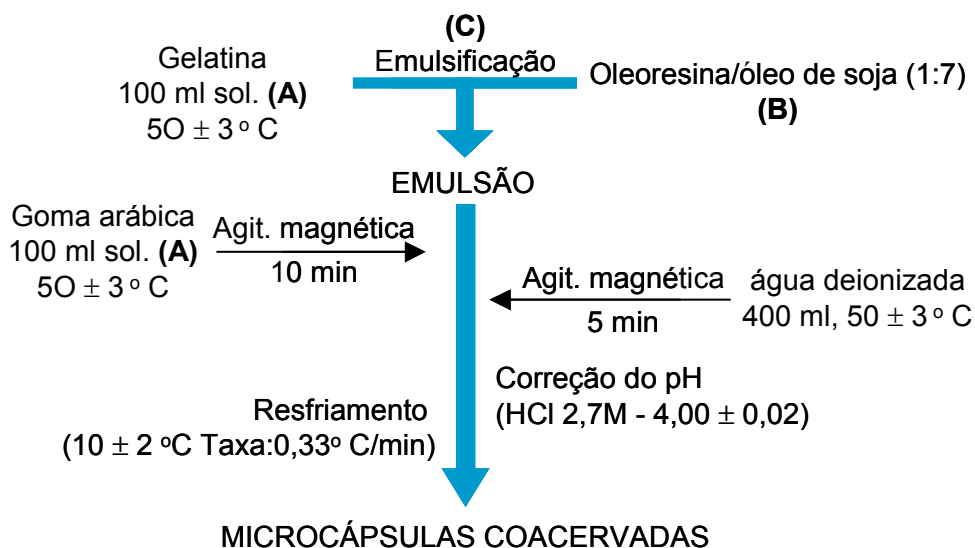 (C)
Emulsificação
Gelatina
100 ml sol. (A)
5O ± 3 º C
Oleoresina/óleo de soja (1:7)
(B)
EMULSÃO
Goma arábica
100 ml sol. (A)
5O ± 3 º C
Agit. magnética
10 min
Agit. magnética
5 min
água deionizada
400 ml, 50 ± 3 º C
Correção do pH
(HCl 2,7M - 4,00 ± 0,02)
Resfriamento
(10 ± 2 ºC Taxa:0,33º C/min)
MICROCÁPSULAS COACERVADAS